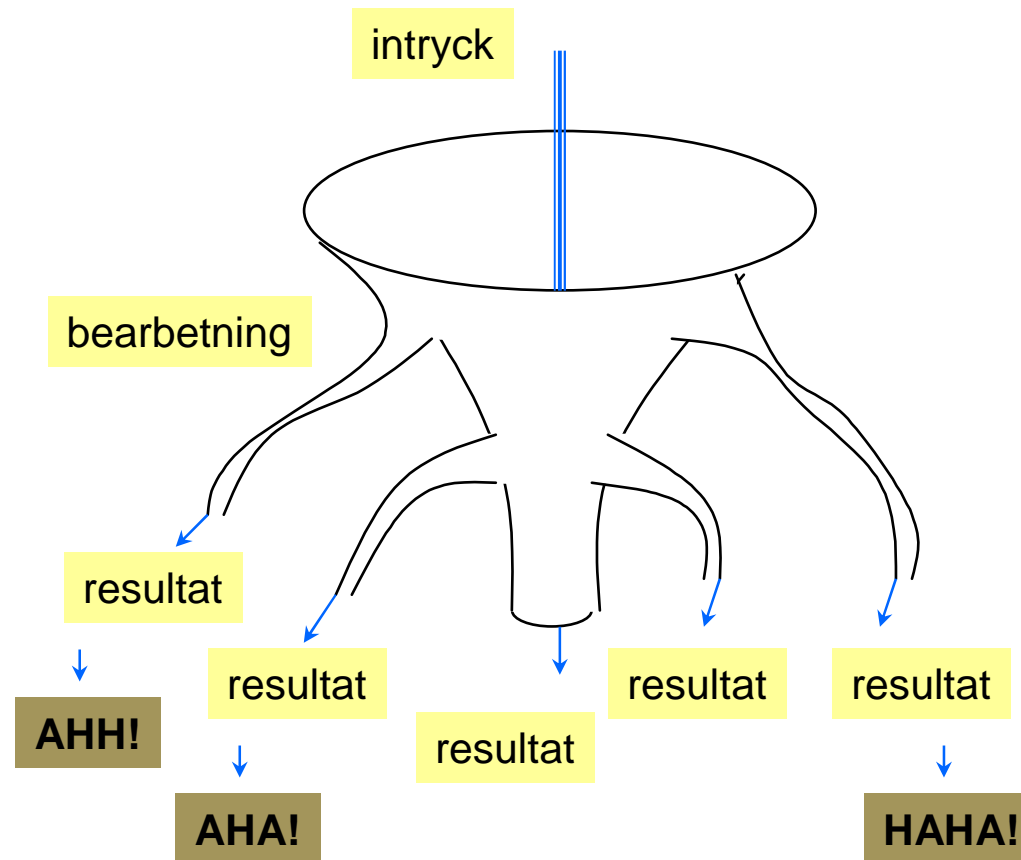 intryck
bearbetning
resultat
resultat
resultat
resultat
resultat
AHH!
AHA!
HAHA!